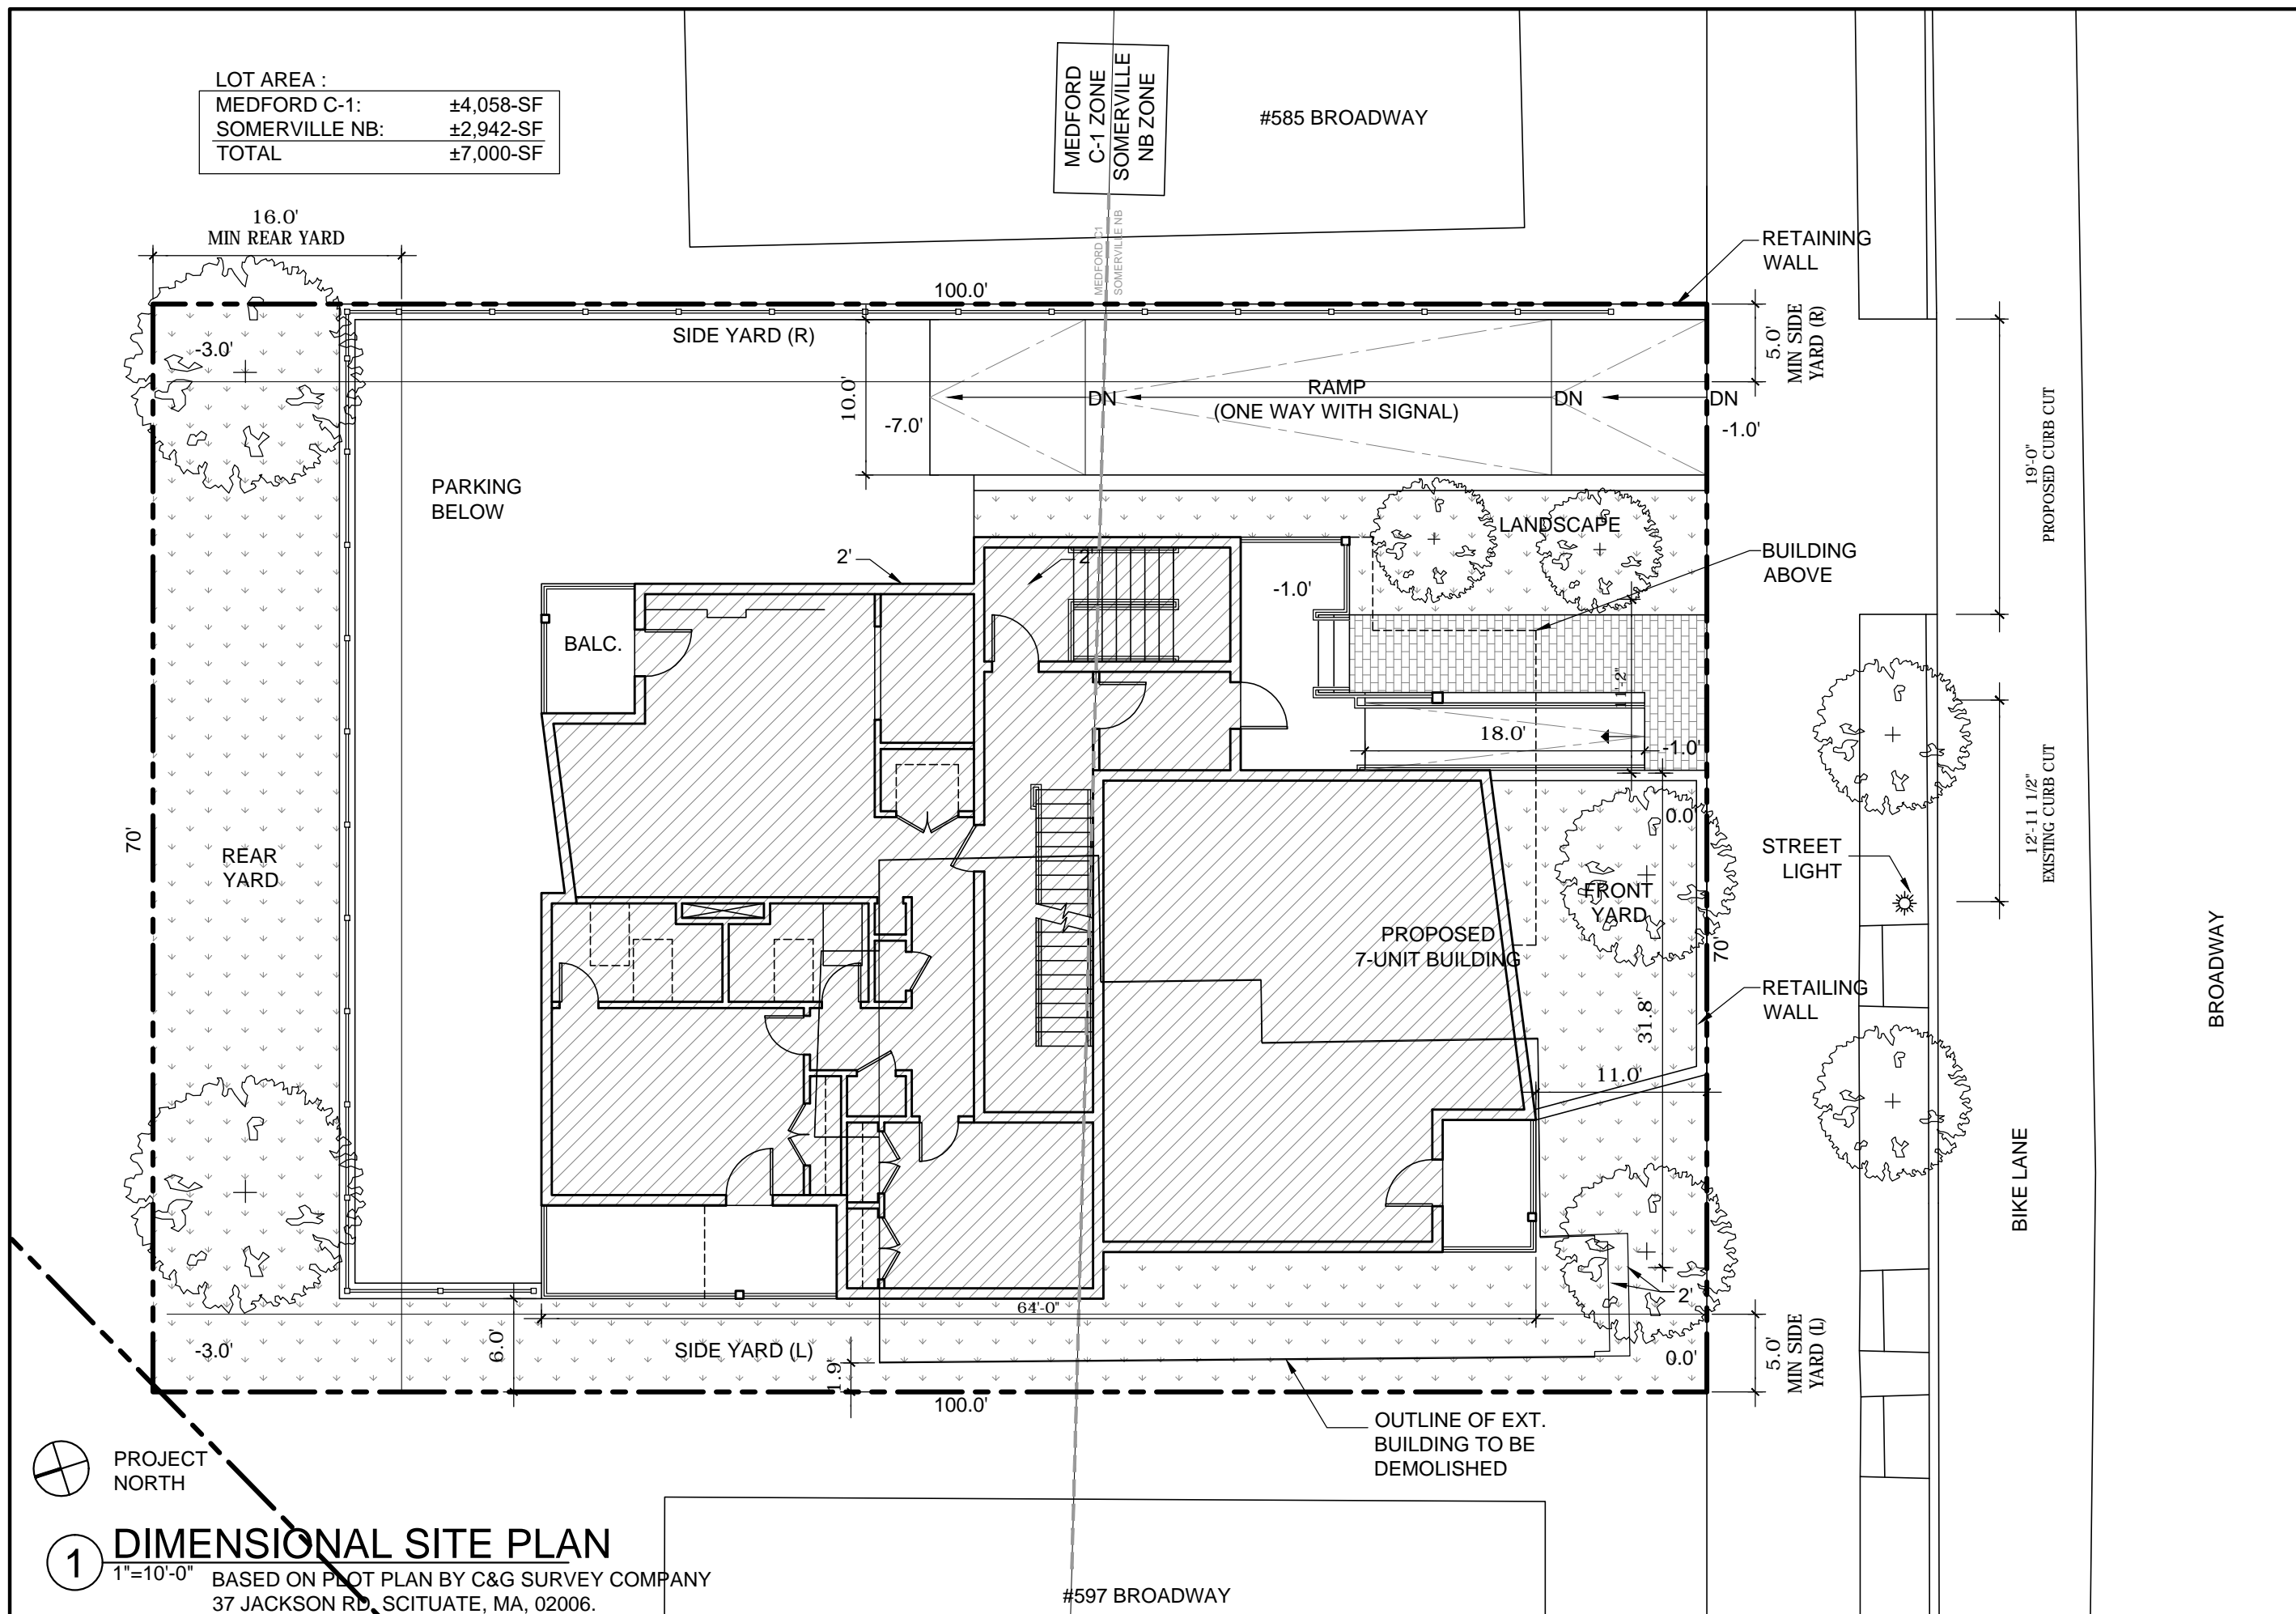 LOT AREA :
MEDFORD C-1: ±4,058-SF
SOMERVILLE NB: ±2,942-SF
TOTAL ±7,000-SF
MEDFORD
C-1 ZONE
SOMERVILLE
NB ZONE
#585 BROADWAY
MEDFORD C1
SOMERVILLE NB
16.0'
MIN REAR YARD
RETAINING
WALL
100.0'
SIDE YARD (R)
5.0'
MIN SIDE
YARD (R)
-3.0'
10.0'
DN
RAMP
(ONE WAY WITH SIGNAL)
DN
DN
-7.0'
-1.0'
19'-0"
PROPOSED CURB CUT
PARKING
BELOW
LANDSCAPE
2'
2'
BUILDING
ABOVE
-1.0'
BALC.
1'-2"
18.0'
-1.0'
12'-11 1/2"
EXISTING CURB CUT
0.0'
70'
REAR
YARD
STREET
LIGHT
FRONT
YARD
PROPOSED
7-UNIT BUILDING
70'
BROADWAY
RETAILING
WALL
31.8'
11.0'
BIKE LANE
2'
64'-0"
-3.0'
6.0'
SIDE YARD (L)
1.9'
0.0'
5.0'
MIN SIDE
YARD (L)
100.0'
OUTLINE OF EXT.
BUILDING TO BE
DEMOLISHED
PROJECT
NORTH
1
DIMENSIONAL SITE PLAN
1"=10'-0"
BASED ON PLOT PLAN BY C&G SURVEY COMPANY
37 JACKSON RD, SCITUATE, MA, 02006.
#597 BROADWAY